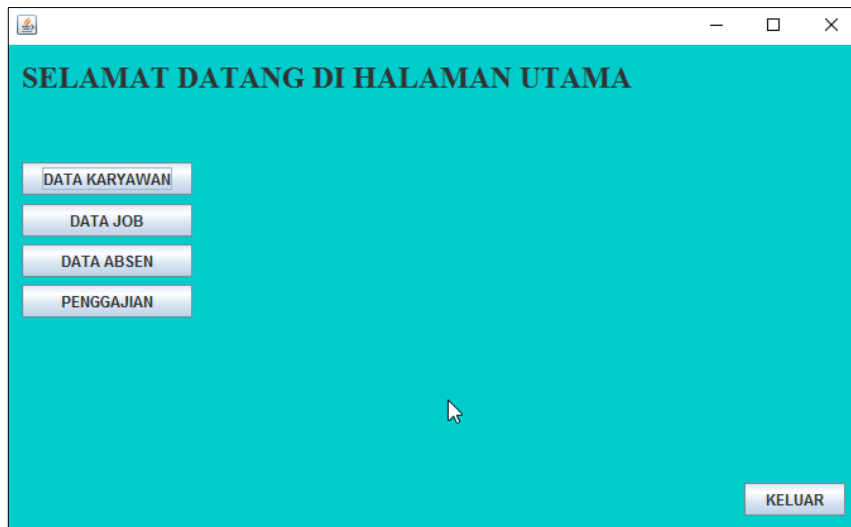 SELAMAT DATANG DI HALAMAN UTAMA
DATA KARYAWAN
DATA JOB
DATA ABSEN
PENGGAJIAN
KELUAR